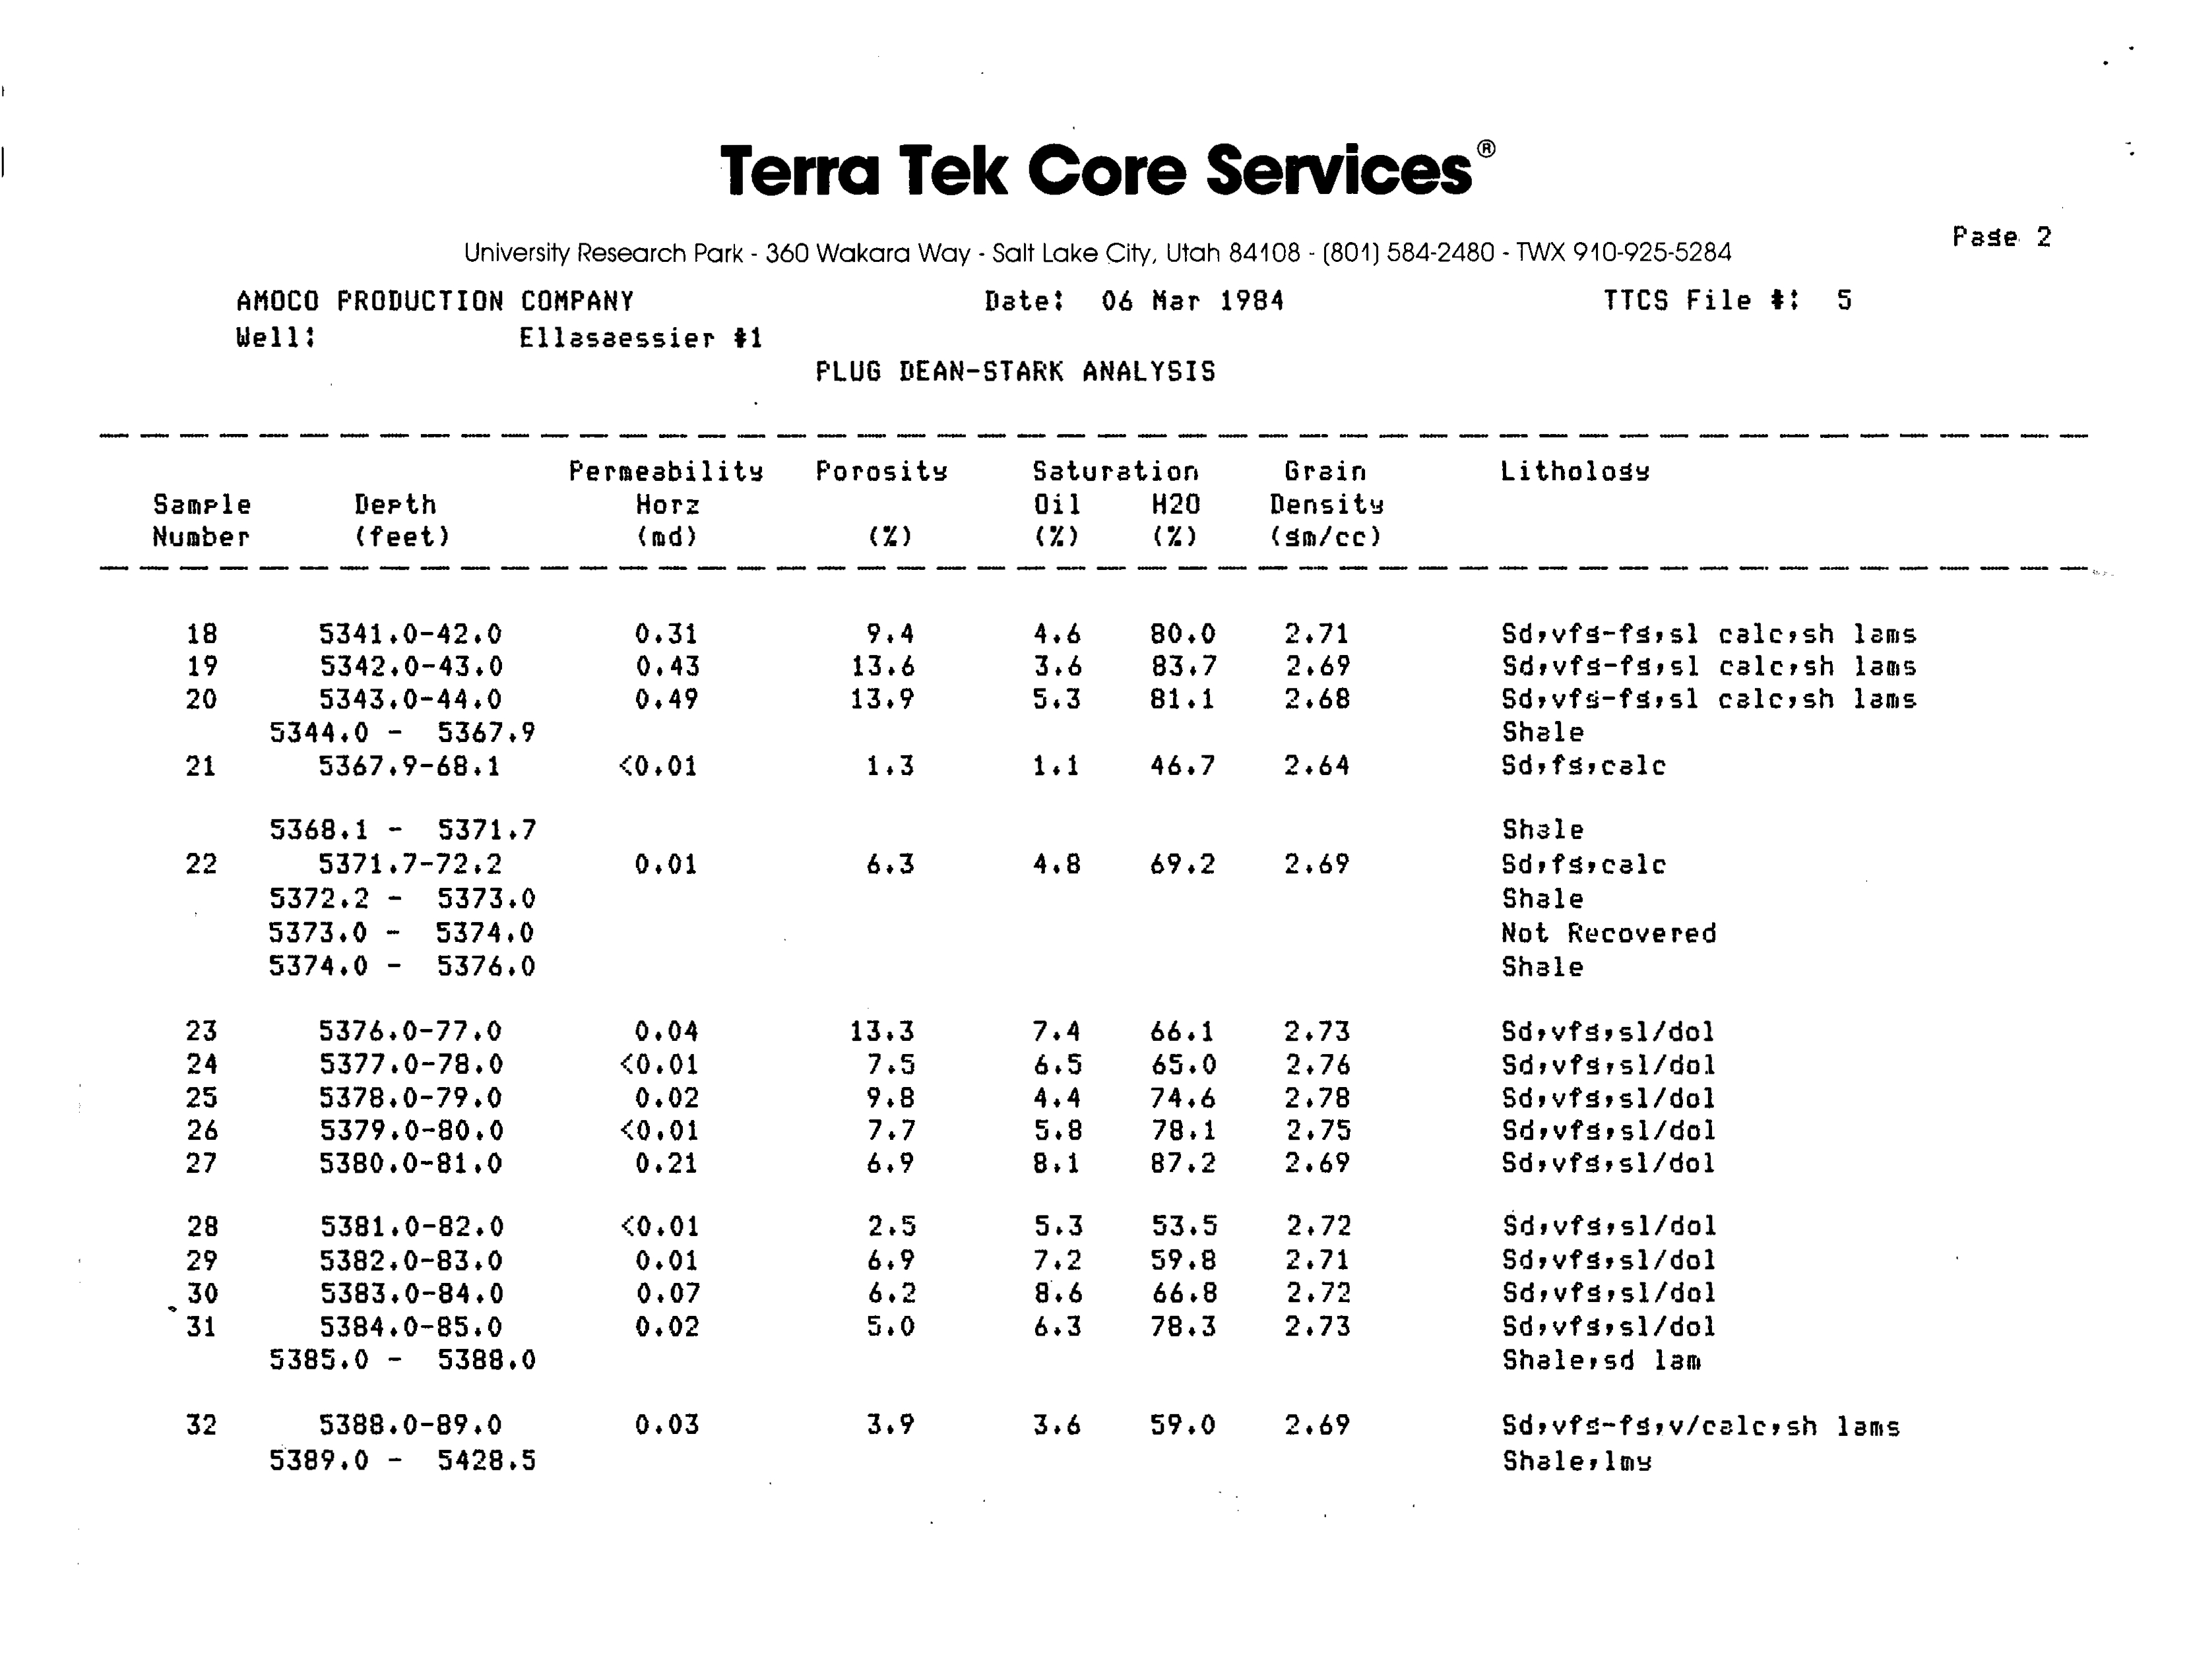 Terra Tek Core Services®
Page 2
University Research Park - 360 Wakara Way - Salt Lake City, Utah 84108 - (801) 584-2480 - TWX 910-925-5284
AMOCO PRODUCTION COMPANY Date: 06 Mar 1984 TTCS File #: 5
Well: Ellasaessier #1
PLUG DEAN-STARK ANALYSIS
Permeability Porosity Saturation Grain Lithology
Sample Depth Horz Oil H2O Density
Number (feet) (md) (%) (%) (%) (gm/cc)
18 5341.0-42.0 0.31 9.4 4.6 80.0 2.71 Sd,vfg-fg,sl calc,sh lams
19 5342.0-43.0 0.43 13.6 3.6 83.7 2.69 Sd,vfg-fg,sl calc,sh lams
20 5343.0-44.0 0.49 13.9 5.3 81.1 2.68 Sd,vfg-fg,sl calc,sh lams
5344.0 - 5367.9 Shale
21 5367.9-68.1 <0.01 1.3 1.1 46.7 2.64 Sd,fg,calc
5368.1 - 5371.7 Shale
22 5371.7-72.2 0.01 6.3 4.8 69.2 2.69 Sd,fg,calc
5372.2 - 5373.0 Shale
5373.0 - 5374.0 Not Recovered
5374.0 - 5376.0 Shale
23 5376.0-77.0 0.04 13.3 7.4 66.1 2.73 Sd,vfg,sl/dol
24 5377.0-78.0 <0.01 7.5 6.5 65.0 2.76 Sd,vfg,sl/dol
25 5378.0-79.0 0.02 9.8 4.4 74.6 2.78 Sd,vfg,sl/dol
26 5379.0-80.0 <0.01 7.7 5.8 78.1 2.75 Sd,vfg,sl/dol
27 5380.0-81.0 0.21 6.9 8.1 87.2 2.69 Sd,vfg,sl/dol
28 5381.0-82.0 <0.01 2.5 5.3 53.5 2.72 Sd,vfg,sl/dol
29 5382.0-83.0 0.01 6.9 7.2 59.8 2.71 Sd,vfg,sl/dol
30 5383.0-84.0 0.07 6.2 8.6 66.8 2.72 Sd,vfg,sl/dol
31 5384.0-85.0 0.02 5.0 6.3 78.3 2.73 Sd,vfg,sl/dol
5385.0 - 5388.0 Shale,sd lam
32 5388.0-89.0 0.03 3.9 3.6 59.0 2.69 Sd,vfg-fg,v/calc,sh lams
5389.0 - 5428.5 Shale,lmy